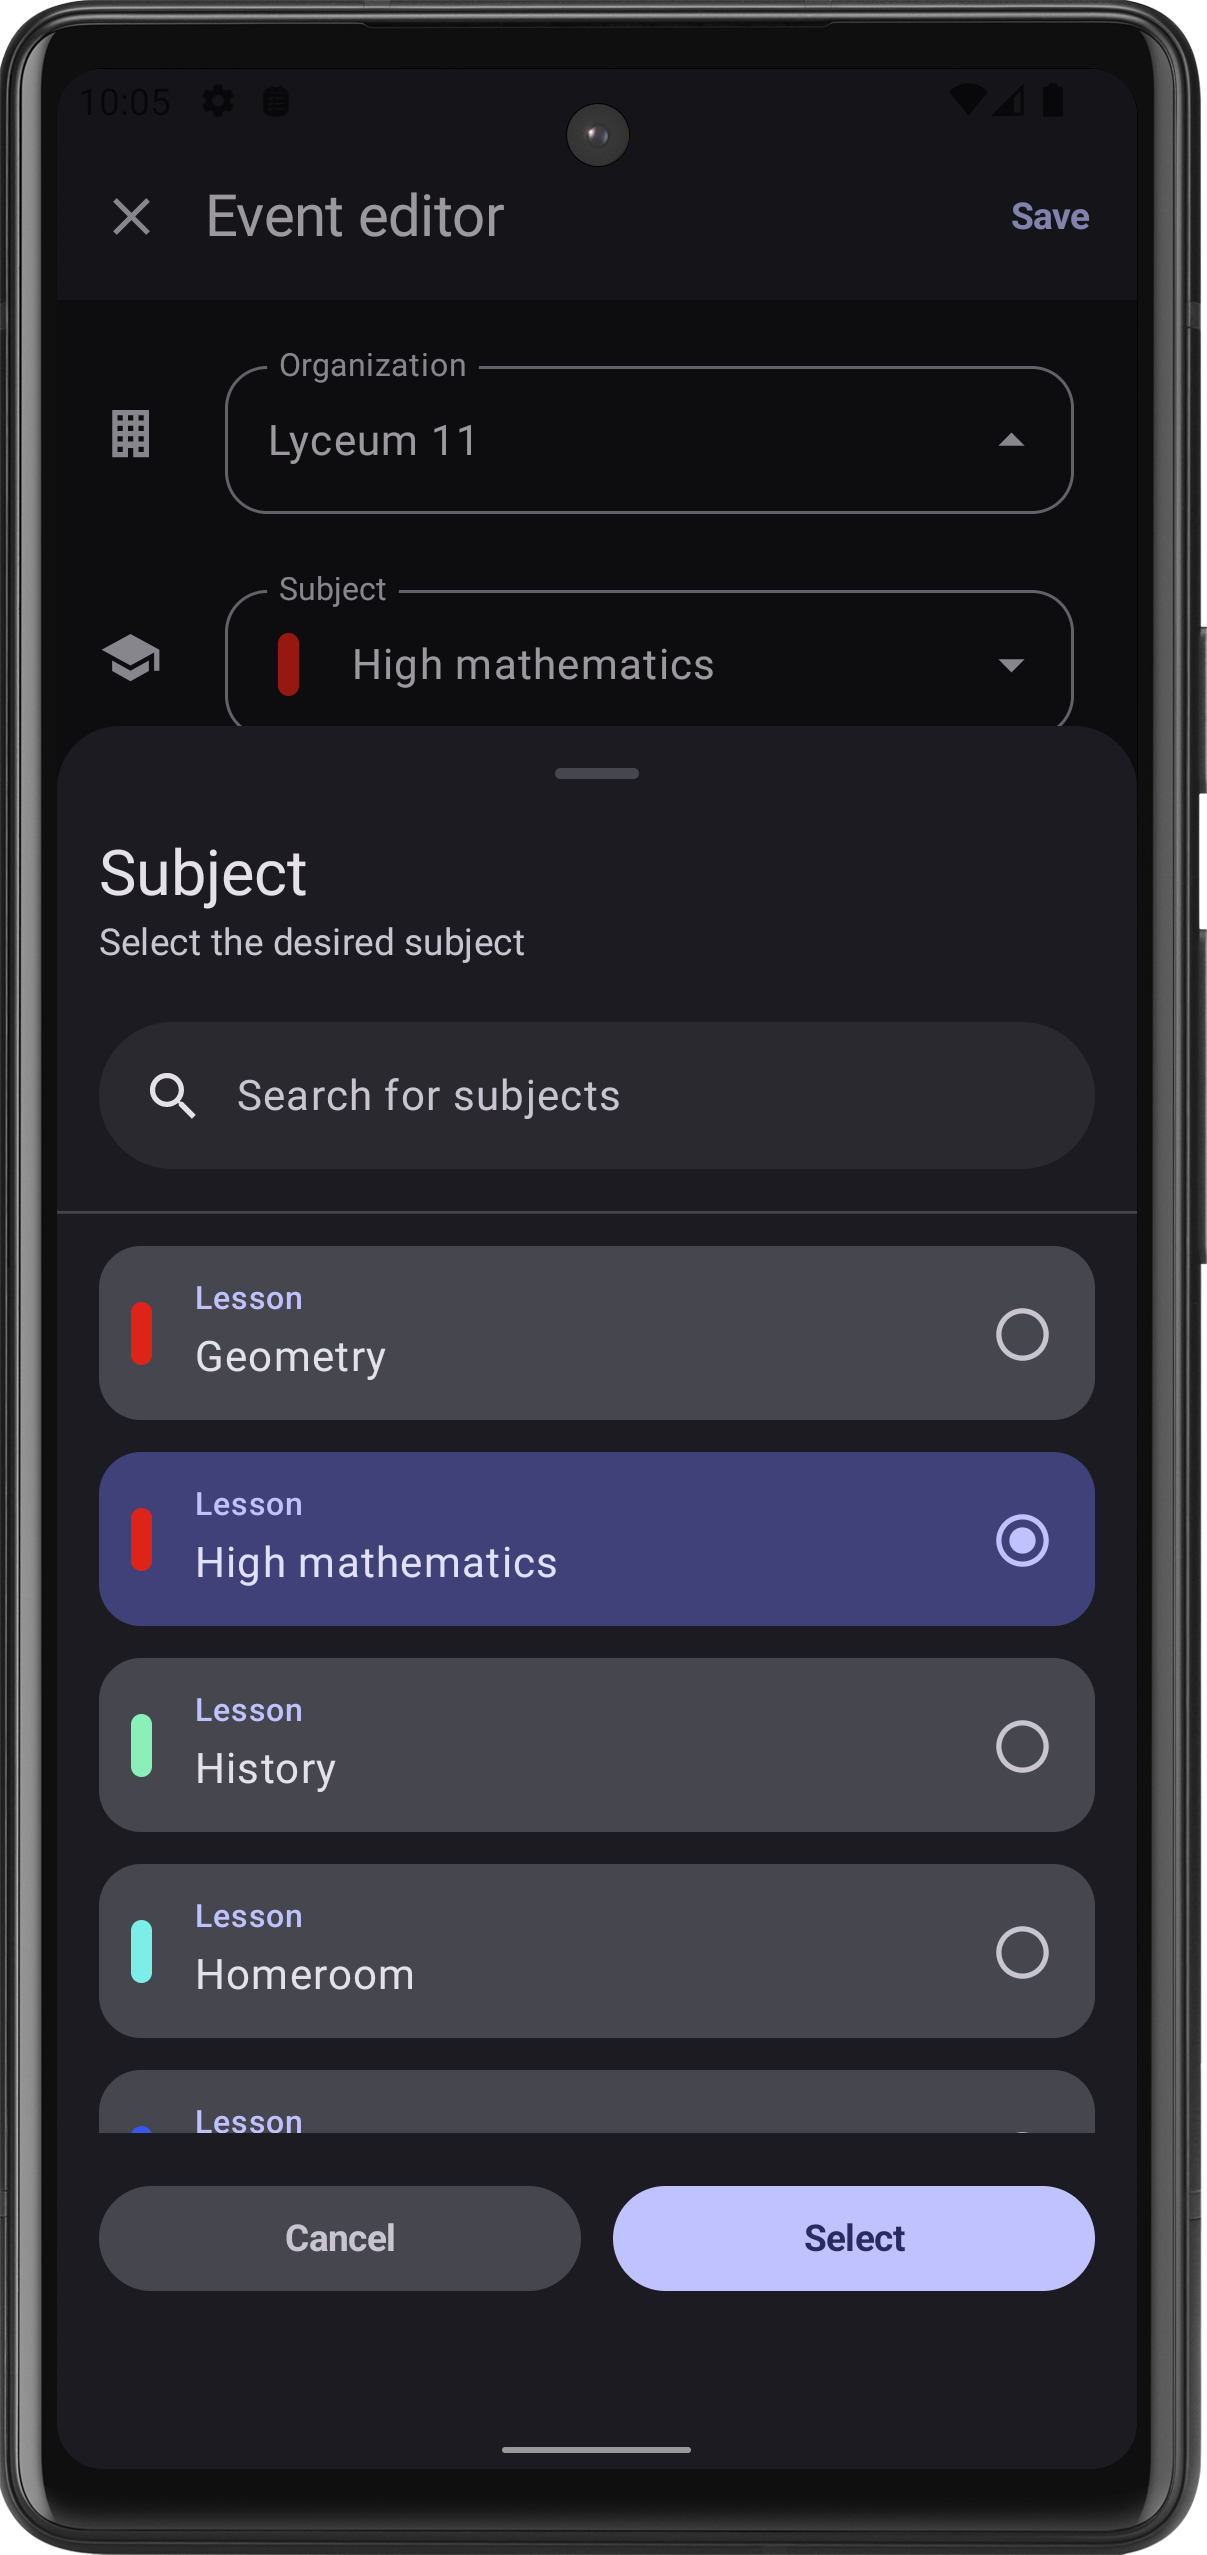 10:05
Event editor
Save
Organization
Lyceum 11
Subject
High mathematics
Subject
Select the desired subject
Search for subjects
Lesson
Geometry
Lesson
High mathematics
Lesson
History
Lesson
Homeroom
Lesson
Cancel
Select